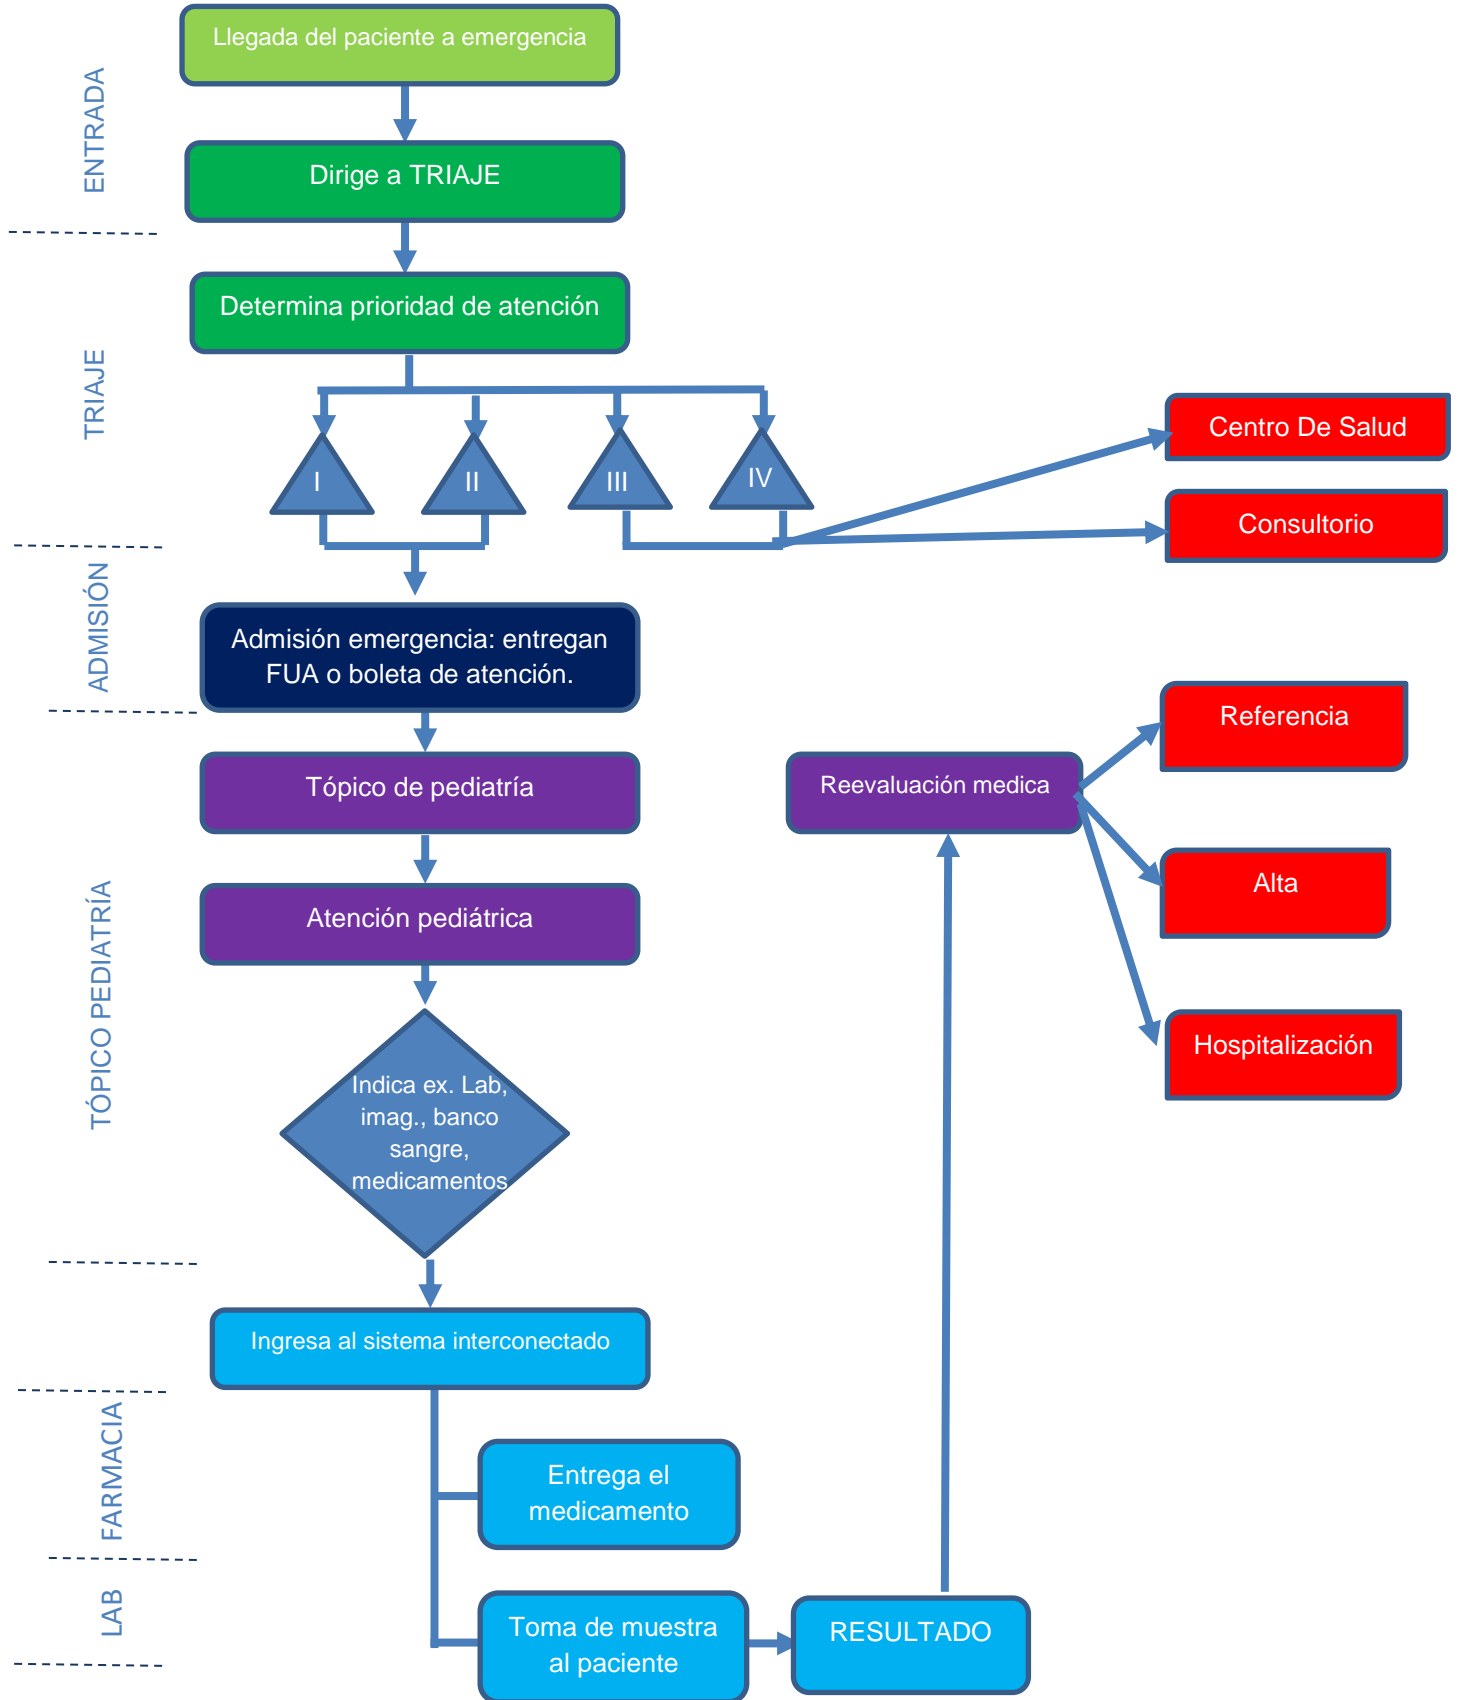 ENTRADA
Llegada del paciente a emergencia
Dirige a TRIAJE
TRIAJE
Determina prioridad de atención
I
II
III
IV
Centro De Salud
Consultorio
ADMISIÓN
Admisión emergencia: entregan
FUA o boleta de atención.
TÓPICO PEDIATRÍA
Tópico de pediatría
Atención pediátrica
Indica ex. Lab,
imag., banco
sangre,
medicamentos
Reevaluación medica
Referencia
Alta
Hospitalización
Ingresa al sistema interconectado
FARMACIA
Entrega el
medicamento
LAB
Toma de muestra
al paciente
RESULTADO